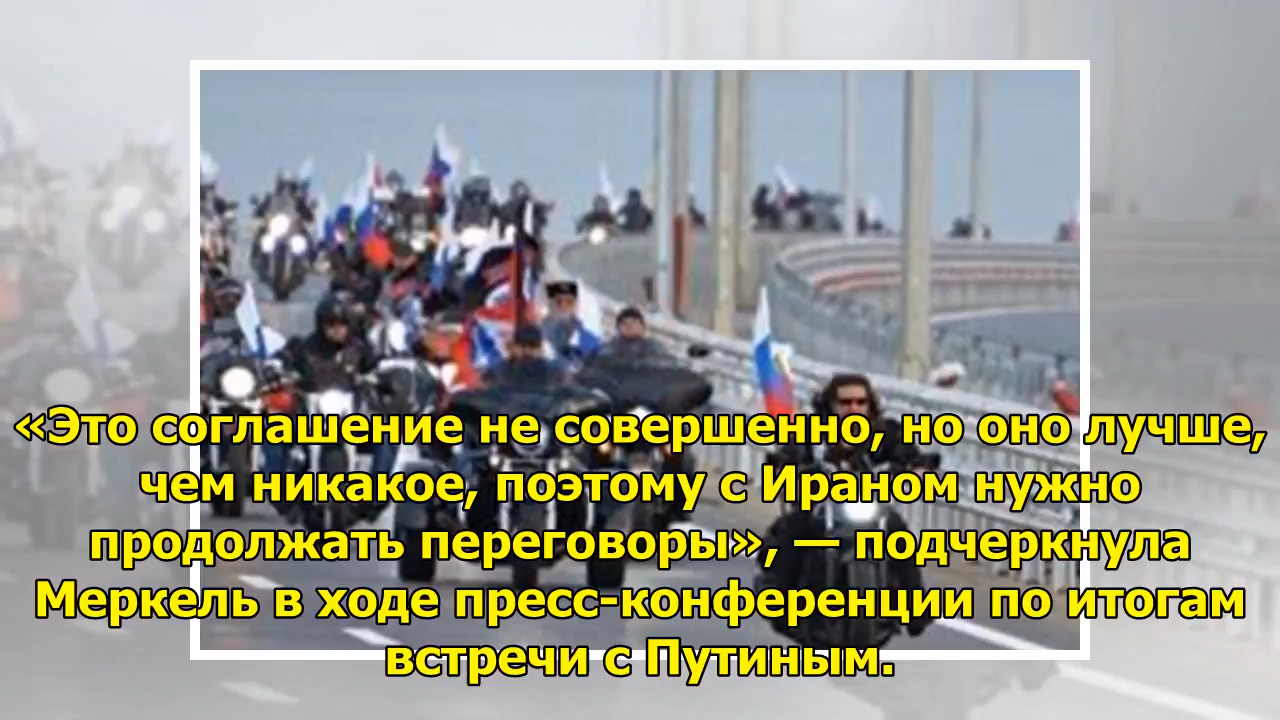 «Это соглашение не совершенно, но оно лучше,
чем никакое, поэтому с Ираном нужно
продолжать переговоры», — подчеркнула
Меркель в ходе пресс-конференции по итогам
встречи с Путиным.